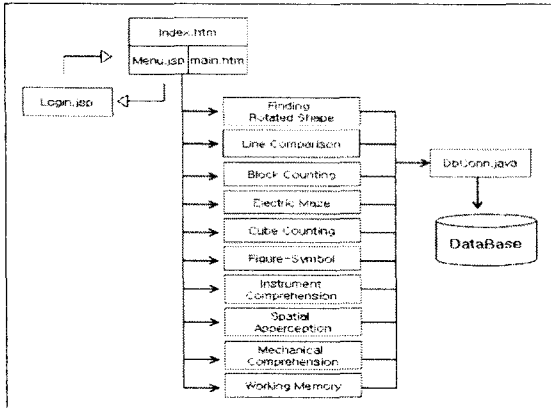 Index.htm
Menu.jsp main.htm
Login.jsp
Finding
Rotated Shape
Line Comparison
Block Counting
Electric Maze
Cube Counting
Figure-Symbol
Instrument
Comprehension
Spatial
Apperception
Mechanical
Comprehension
Working Memory
DbConn.java
DataBase